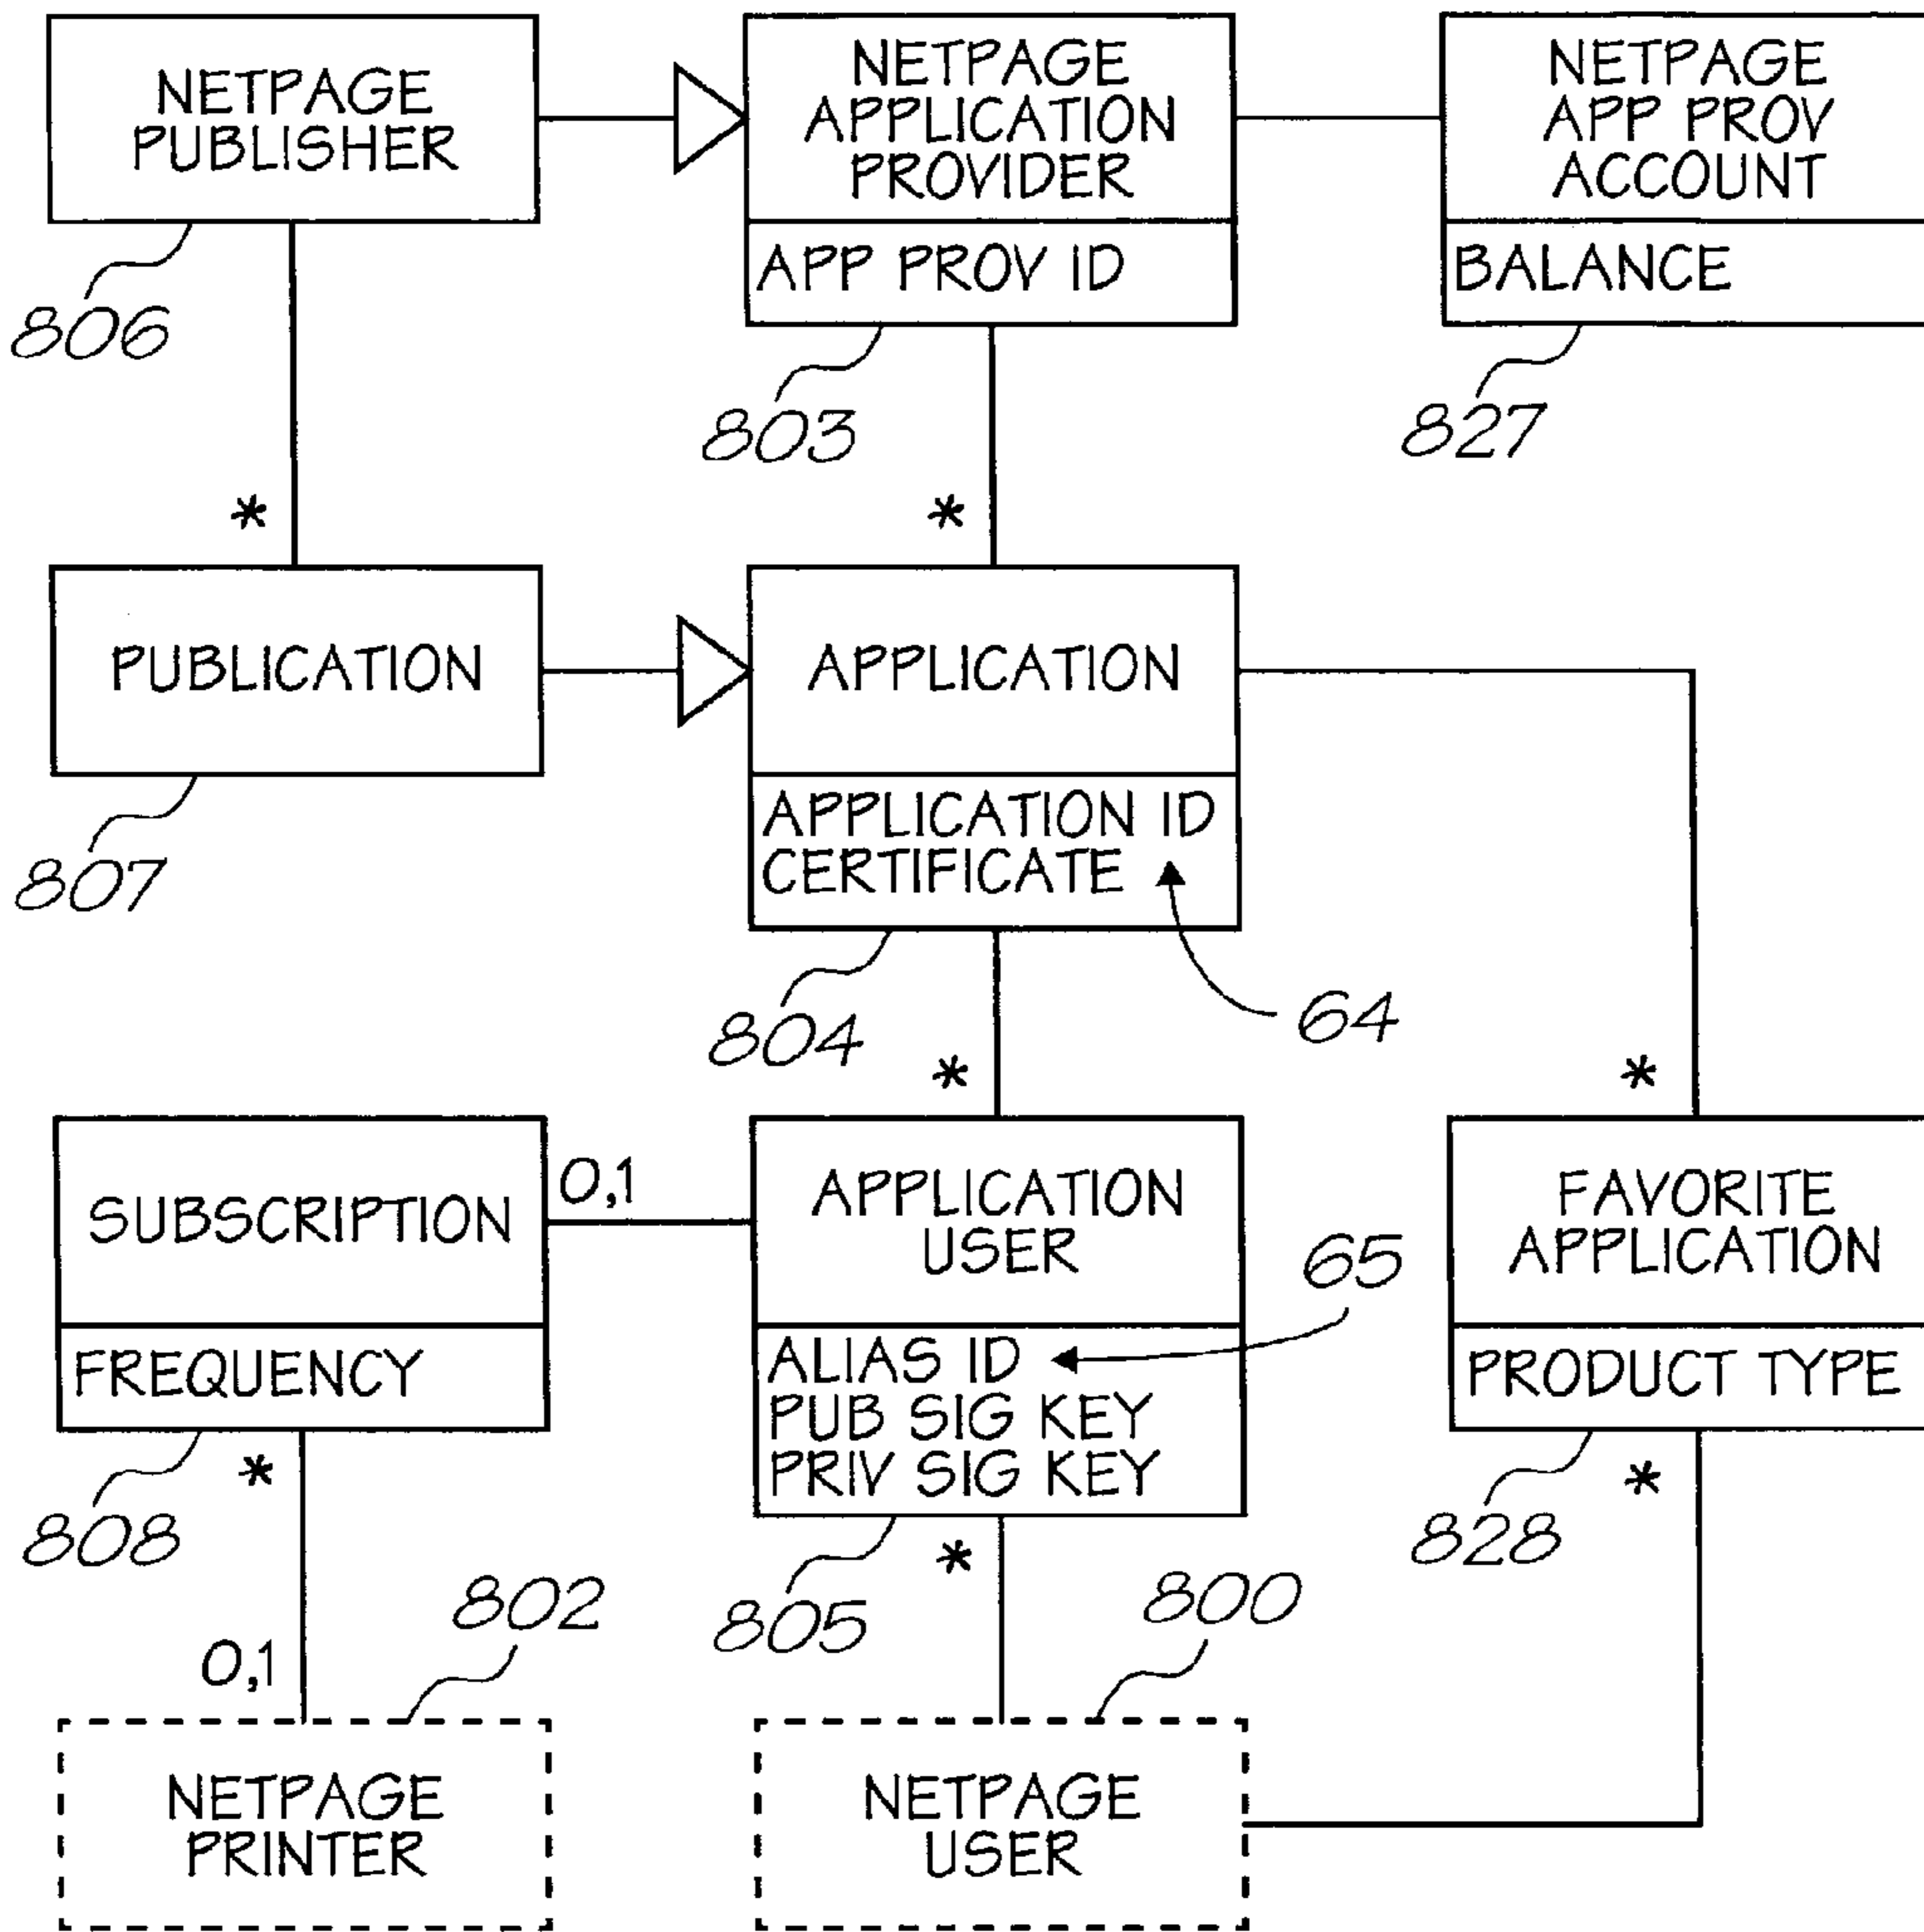 NETPAGE
PUBLISHER
806
NETPAGE
APPLICATION
PROVIDER
APP PROV ID
803
NETPAGE
APP PROV
ACCOUNT
BALANCE
827
*
*
PUBLICATION
807
APPLICATION
APPLICATION ID
CERTIFICATE
64
804
*
*
SUBSCRIPTION
FREQUENCY
808
0,1
APPLICATION
USER
ALIAS ID
PUB SIG KEY
PRIV SIG KEY
65
805
FAVORITE
APPLICATION
PRODUCT TYPE
828
*
*
*
0,1
802
800
NETPAGE
PRINTER
NETPAGE
USER